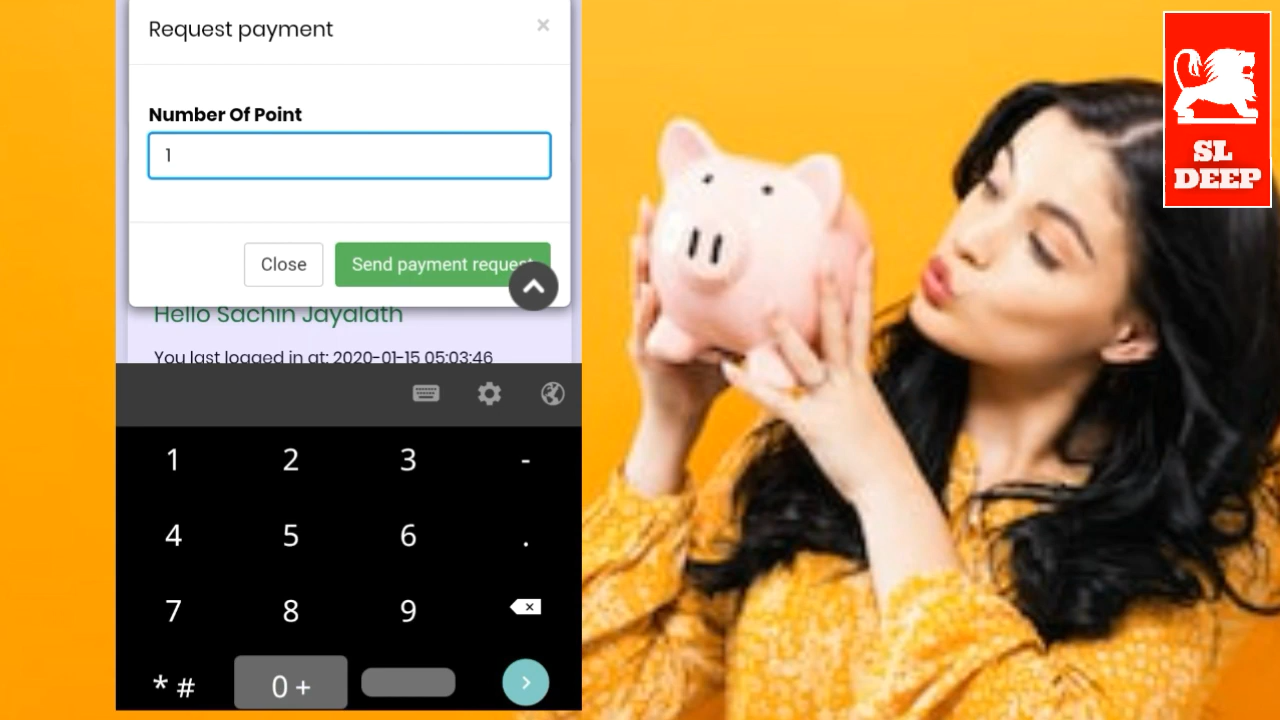 Request payment ×
Number Of Point
1
Close
Send payment request
Hello Sachin Jayalath
You last logged in at: 2020-01-15 05:03:46
1 2 3 -
4 5 6 .
7 8 9
* # 0 +
SL
DEEP